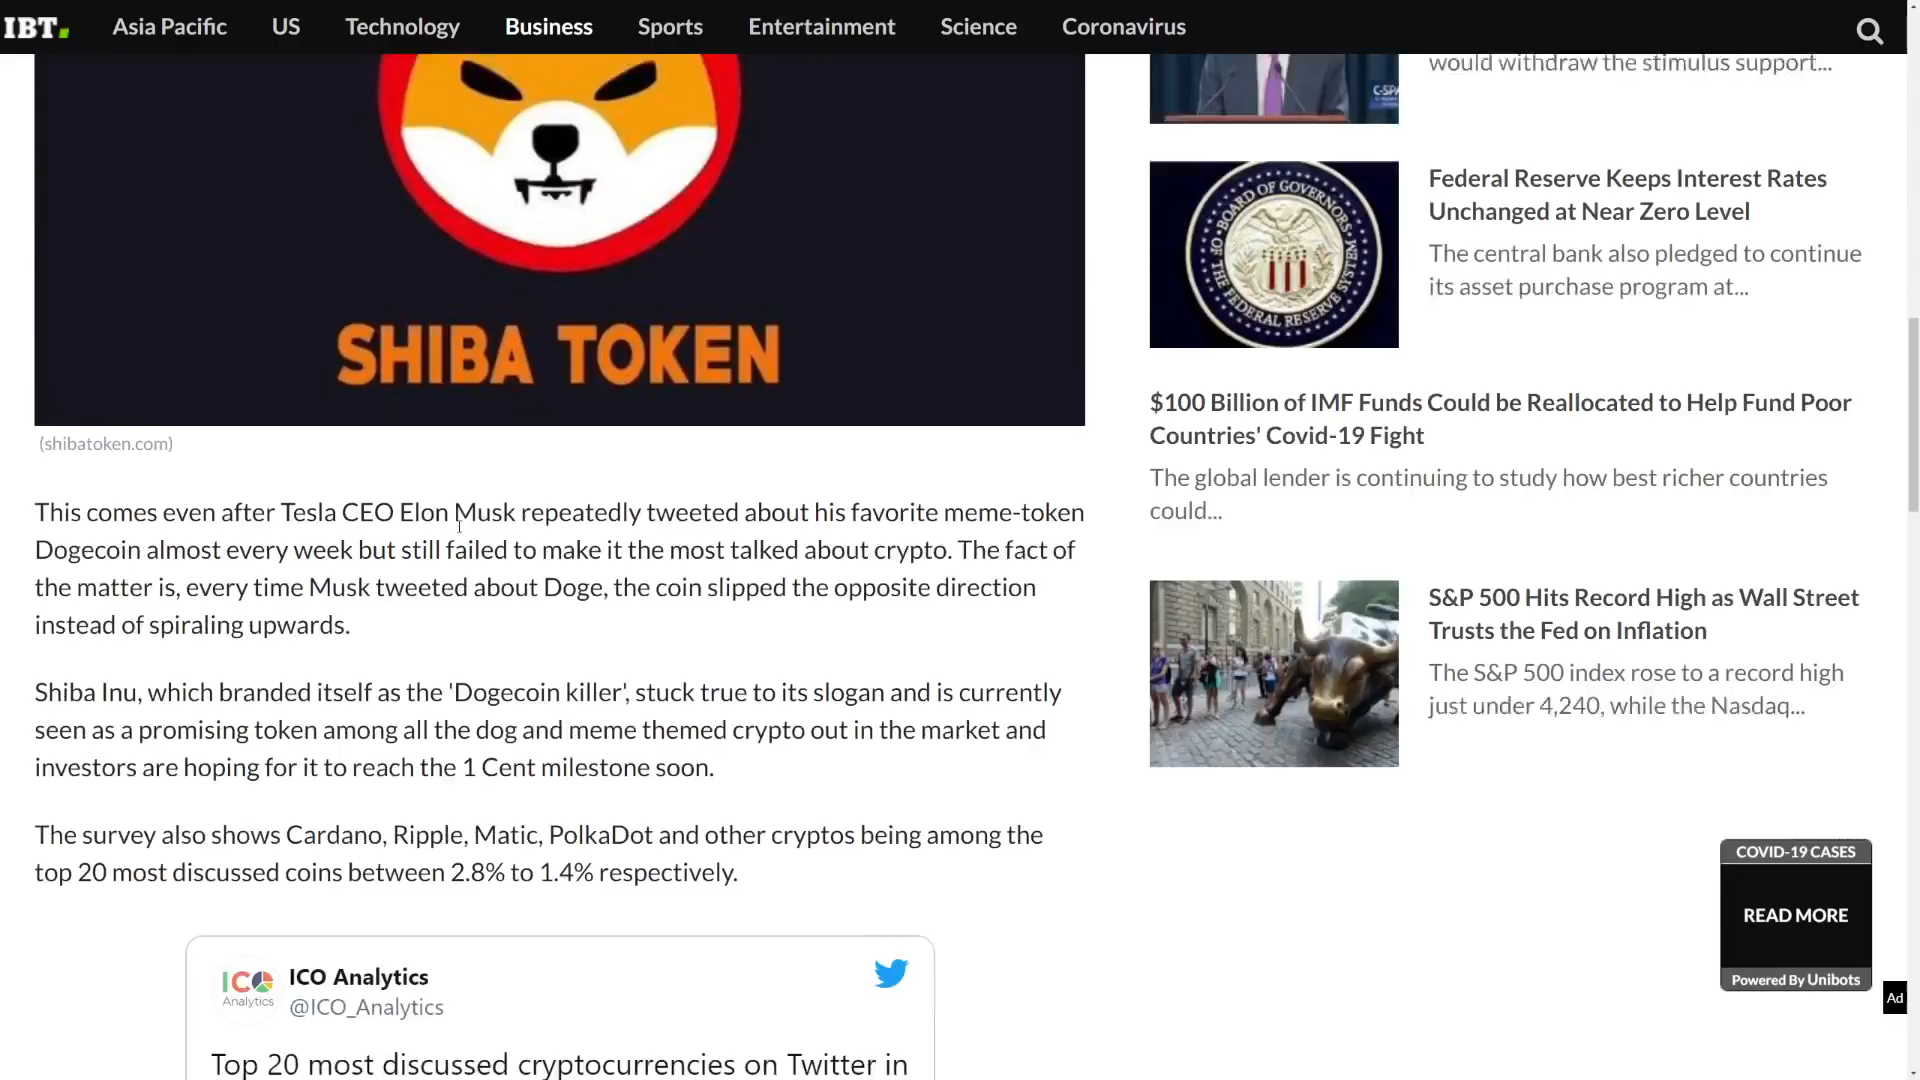 IBT.
Asia Pacific
US
Technology
Business
Sports
Entertainment
Science
Coronavirus
SHIBA TOKEN
(shibatoken.com)
This comes even after Tesla CEO Elon Musk repeatedly tweeted about his favorite meme-token
Dogecoin almost every week but still failed to make it the most talked about crypto. The fact of
the matter is, every time Musk tweeted about Doge, the coin slipped the opposite direction
instead of spiraling upwards.
Shiba Inu, which branded itself as the 'Dogecoin killer', stuck true to its slogan and is currently
seen as a promising token among all the dog and meme themed crypto out in the market and
investors are hoping for it to reach the 1 Cent milestone soon.
The survey also shows Cardano, Ripple, Matic, PolkaDot and other cryptos being among the
top 20 most discussed coins between 2.8% to 1.4% respectively.
ICO
Analytics
ICO Analytics
@ICO_Analytics
Top 20 most discussed cryptocurrencies on Twitter in
would withdraw the stimulus support...
BOARD OF GOVERNORS
OF THE FEDERAL RESERVE SYSTEM
Federal Reserve Keeps Interest Rates
Unchanged at Near Zero Level
The central bank also pledged to continue
its asset purchase program at...
$100 Billion of IMF Funds Could be Reallocated to Help Fund Poor
Countries' Covid-19 Fight
The global lender is continuing to study how best richer countries
could...
S&P 500 Hits Record High as Wall Street
Trusts the Fed on Inflation
The S&P 500 index rose to a record high
just under 4,240, while the Nasdaq...
COVID-19 CASES
READ MORE
Powered By Unibots
Ad